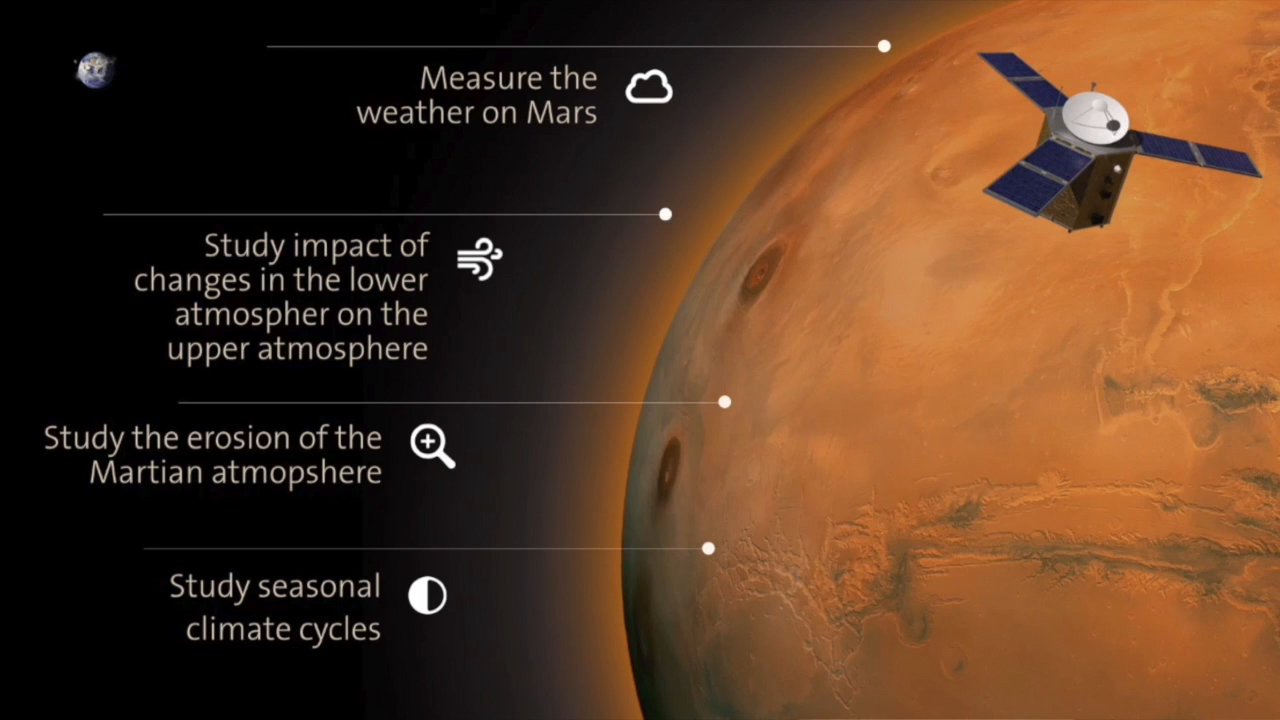 Measure the
weather on Mars
Study impact of
changes in the lower
atmospher on the
upper atmosphere
Study the erosion of the
Martian atmopshere
Study seasonal
climate cycles